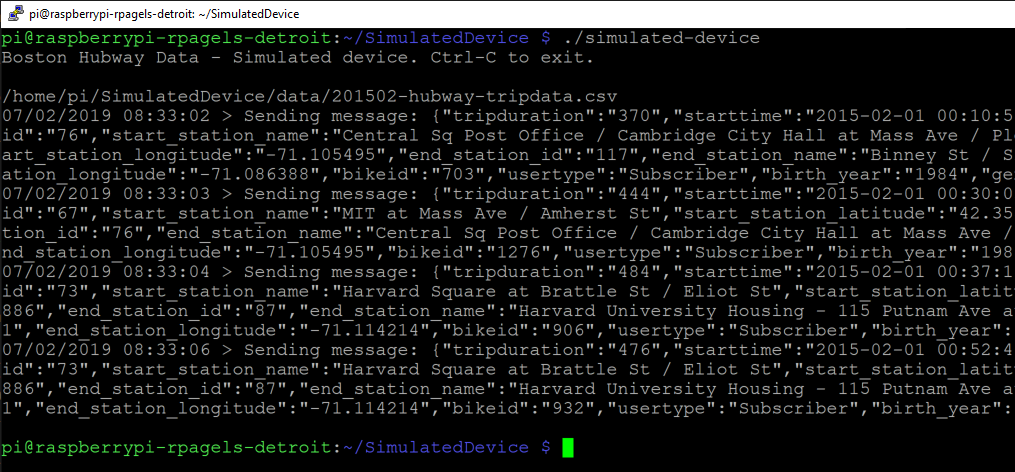 pi@raspberrypi-rpagels-detroit: ~/SimulatedDevice
pi@raspberrypi-rpagels-detroit:~/SimulatedDevice $ ./simulated-device
Boston Hubway Data - Simulated device. Ctrl-C to exit.
/home/pi/SimulatedDevice/data/201502-hubway-tripdata.csv
07/02/2019 08:33:02 > Sending message: {"tripduration":"370","starttime":"2015-02-01 00:10:5
id":"76","start_station_name":"Central Sq Post Office / Cambridge City Hall at Mass Ave / Ple
art_station_longitude":"-71.105495","end_station_id":"117","end_station_name":"Binney St / S
ation_longitude":"-71.086388","bikeid":"703","usertype":"Subscriber","birth_year":"1984","ge
07/02/2019 08:33:03 > Sending message: {"tripduration":"444","starttime":"2015-02-01 00:30:0
id":"67","start_station_name":"MIT at Mass Ave / Amherst St","start_station_latitude":"42.35
tion_id":"76","end_station_name":"Central Sq Post Office / Cambridge City Hall at Mass Ave /
nd_station_longitude":"-71.105495","bikeid":"1276","usertype":"Subscriber","birth_year":"198
07/02/2019 08:33:04 > Sending message: {"tripduration":"484","starttime":"2015-02-01 00:37:1
id":"73","start_station_name":"Harvard Square at Brattle St / Eliot St","start_station_latit
886","end_station_id":"87","end_station_name":"Harvard University Housing - 115 Putnam Ave a
1","end_station_longitude":"-71.114214","bikeid":"906","usertype":"Subscriber","birth_year":
07/02/2019 08:33:06 > Sending message: {"tripduration":"476","starttime":"2015-02-01 00:52:4
id":"73","start_station_name":"Harvard Square at Brattle St / Eliot St","start_station_latit
886","end_station_id":"87","end_station_name":"Harvard University Housing - 115 Putnam Ave a
1","end_station_longitude":"-71.114214","bikeid":"932","usertype":"Subscriber","birth_year":
pi@raspberrypi-rpagels-detroit:~/SimulatedDevice $